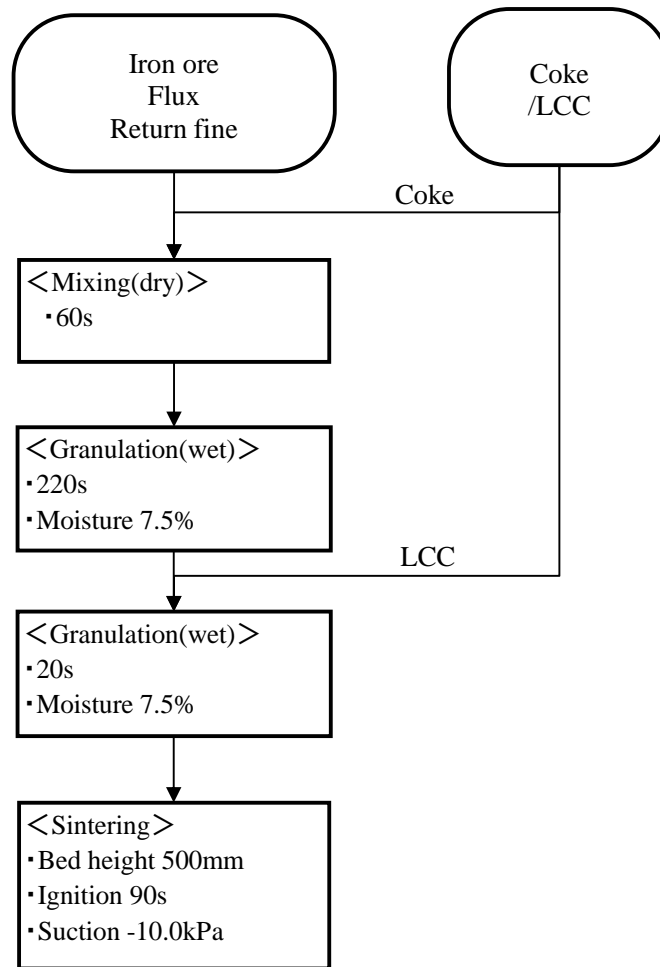 Iron ore
Flux
Return fine
Coke
/LCC
Coke
＜Mixing(dry)＞
・60s
＜Granulation(wet)＞
・220s
・Moisture 7.5%
LCC
＜Granulation(wet)＞
・20s
・Moisture 7.5%
＜Sintering＞
・Bed height 500mm
・Ignition 90s
・Suction -10.0kPa